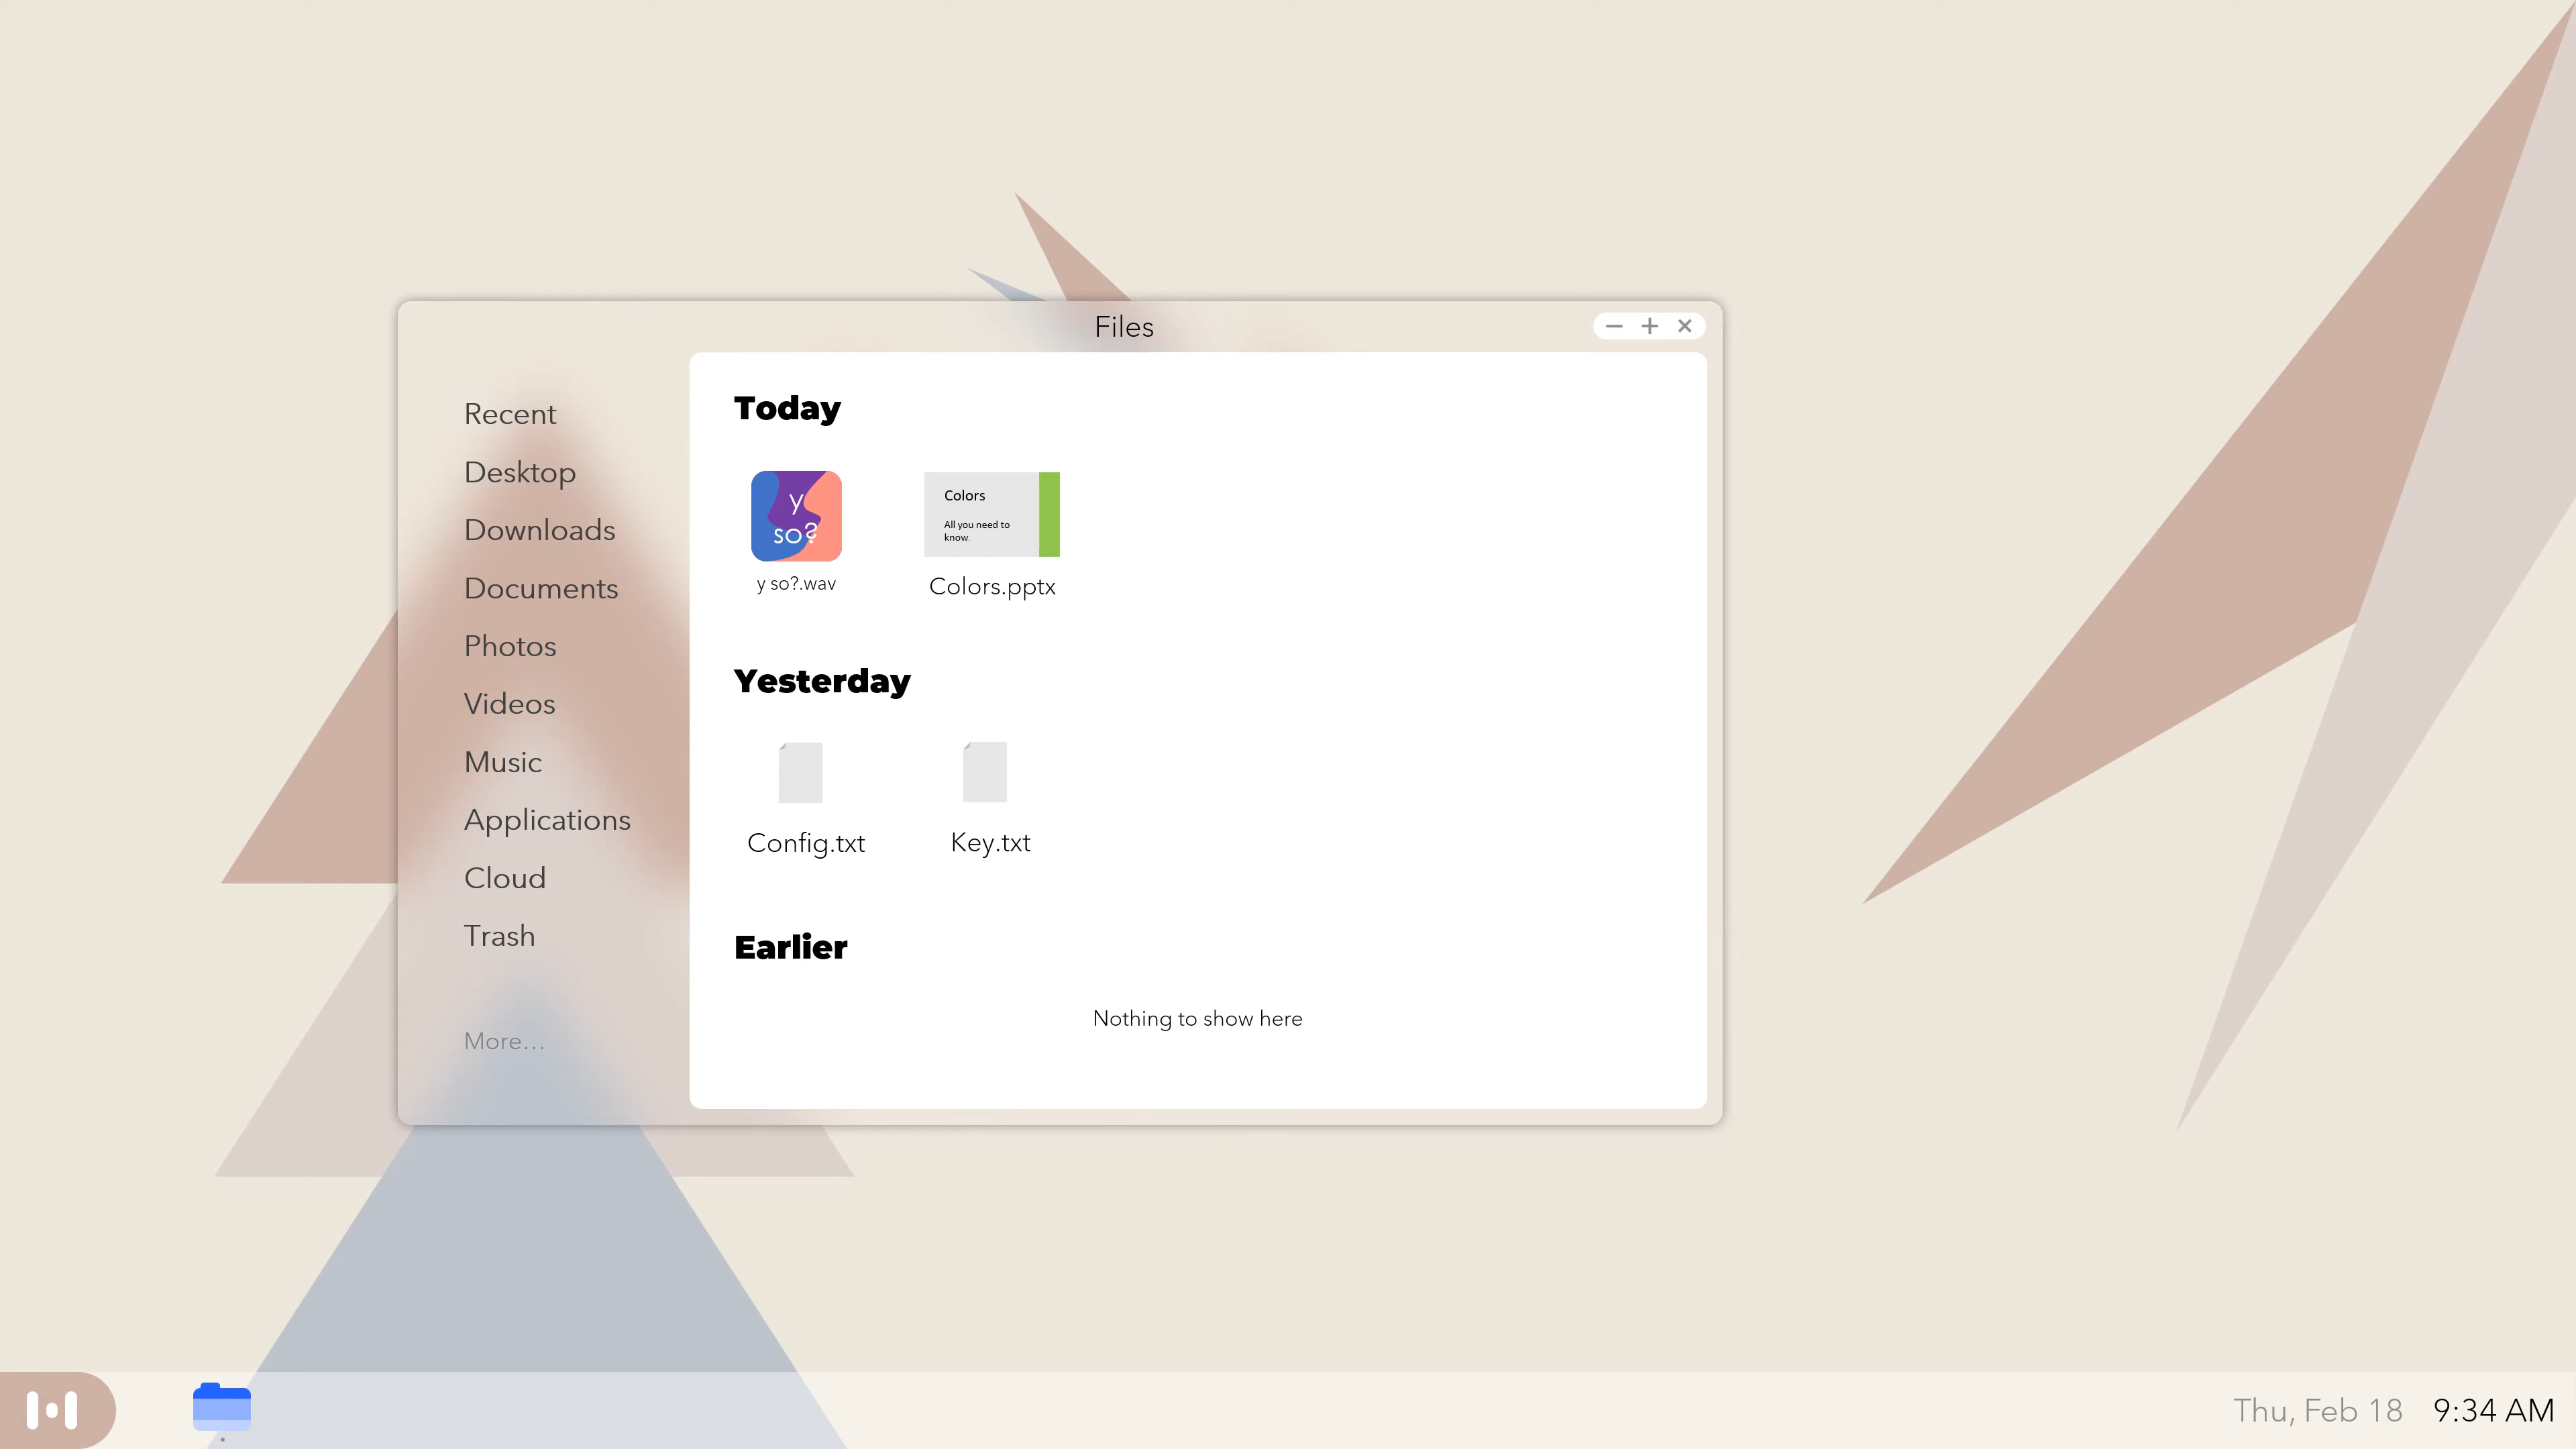 Files
Recent
Desktop
Downloads
Documents
Photos
Videos
Music
Applications
Cloud
Trash
More...
Today
y
so?
y so?.wav
Colors
All you need to
know.
Colors.pptx
Yesterday
Config.txt
Key.txt
Earlier
Nothing to show here
Thu, Feb 18
9:34 AM